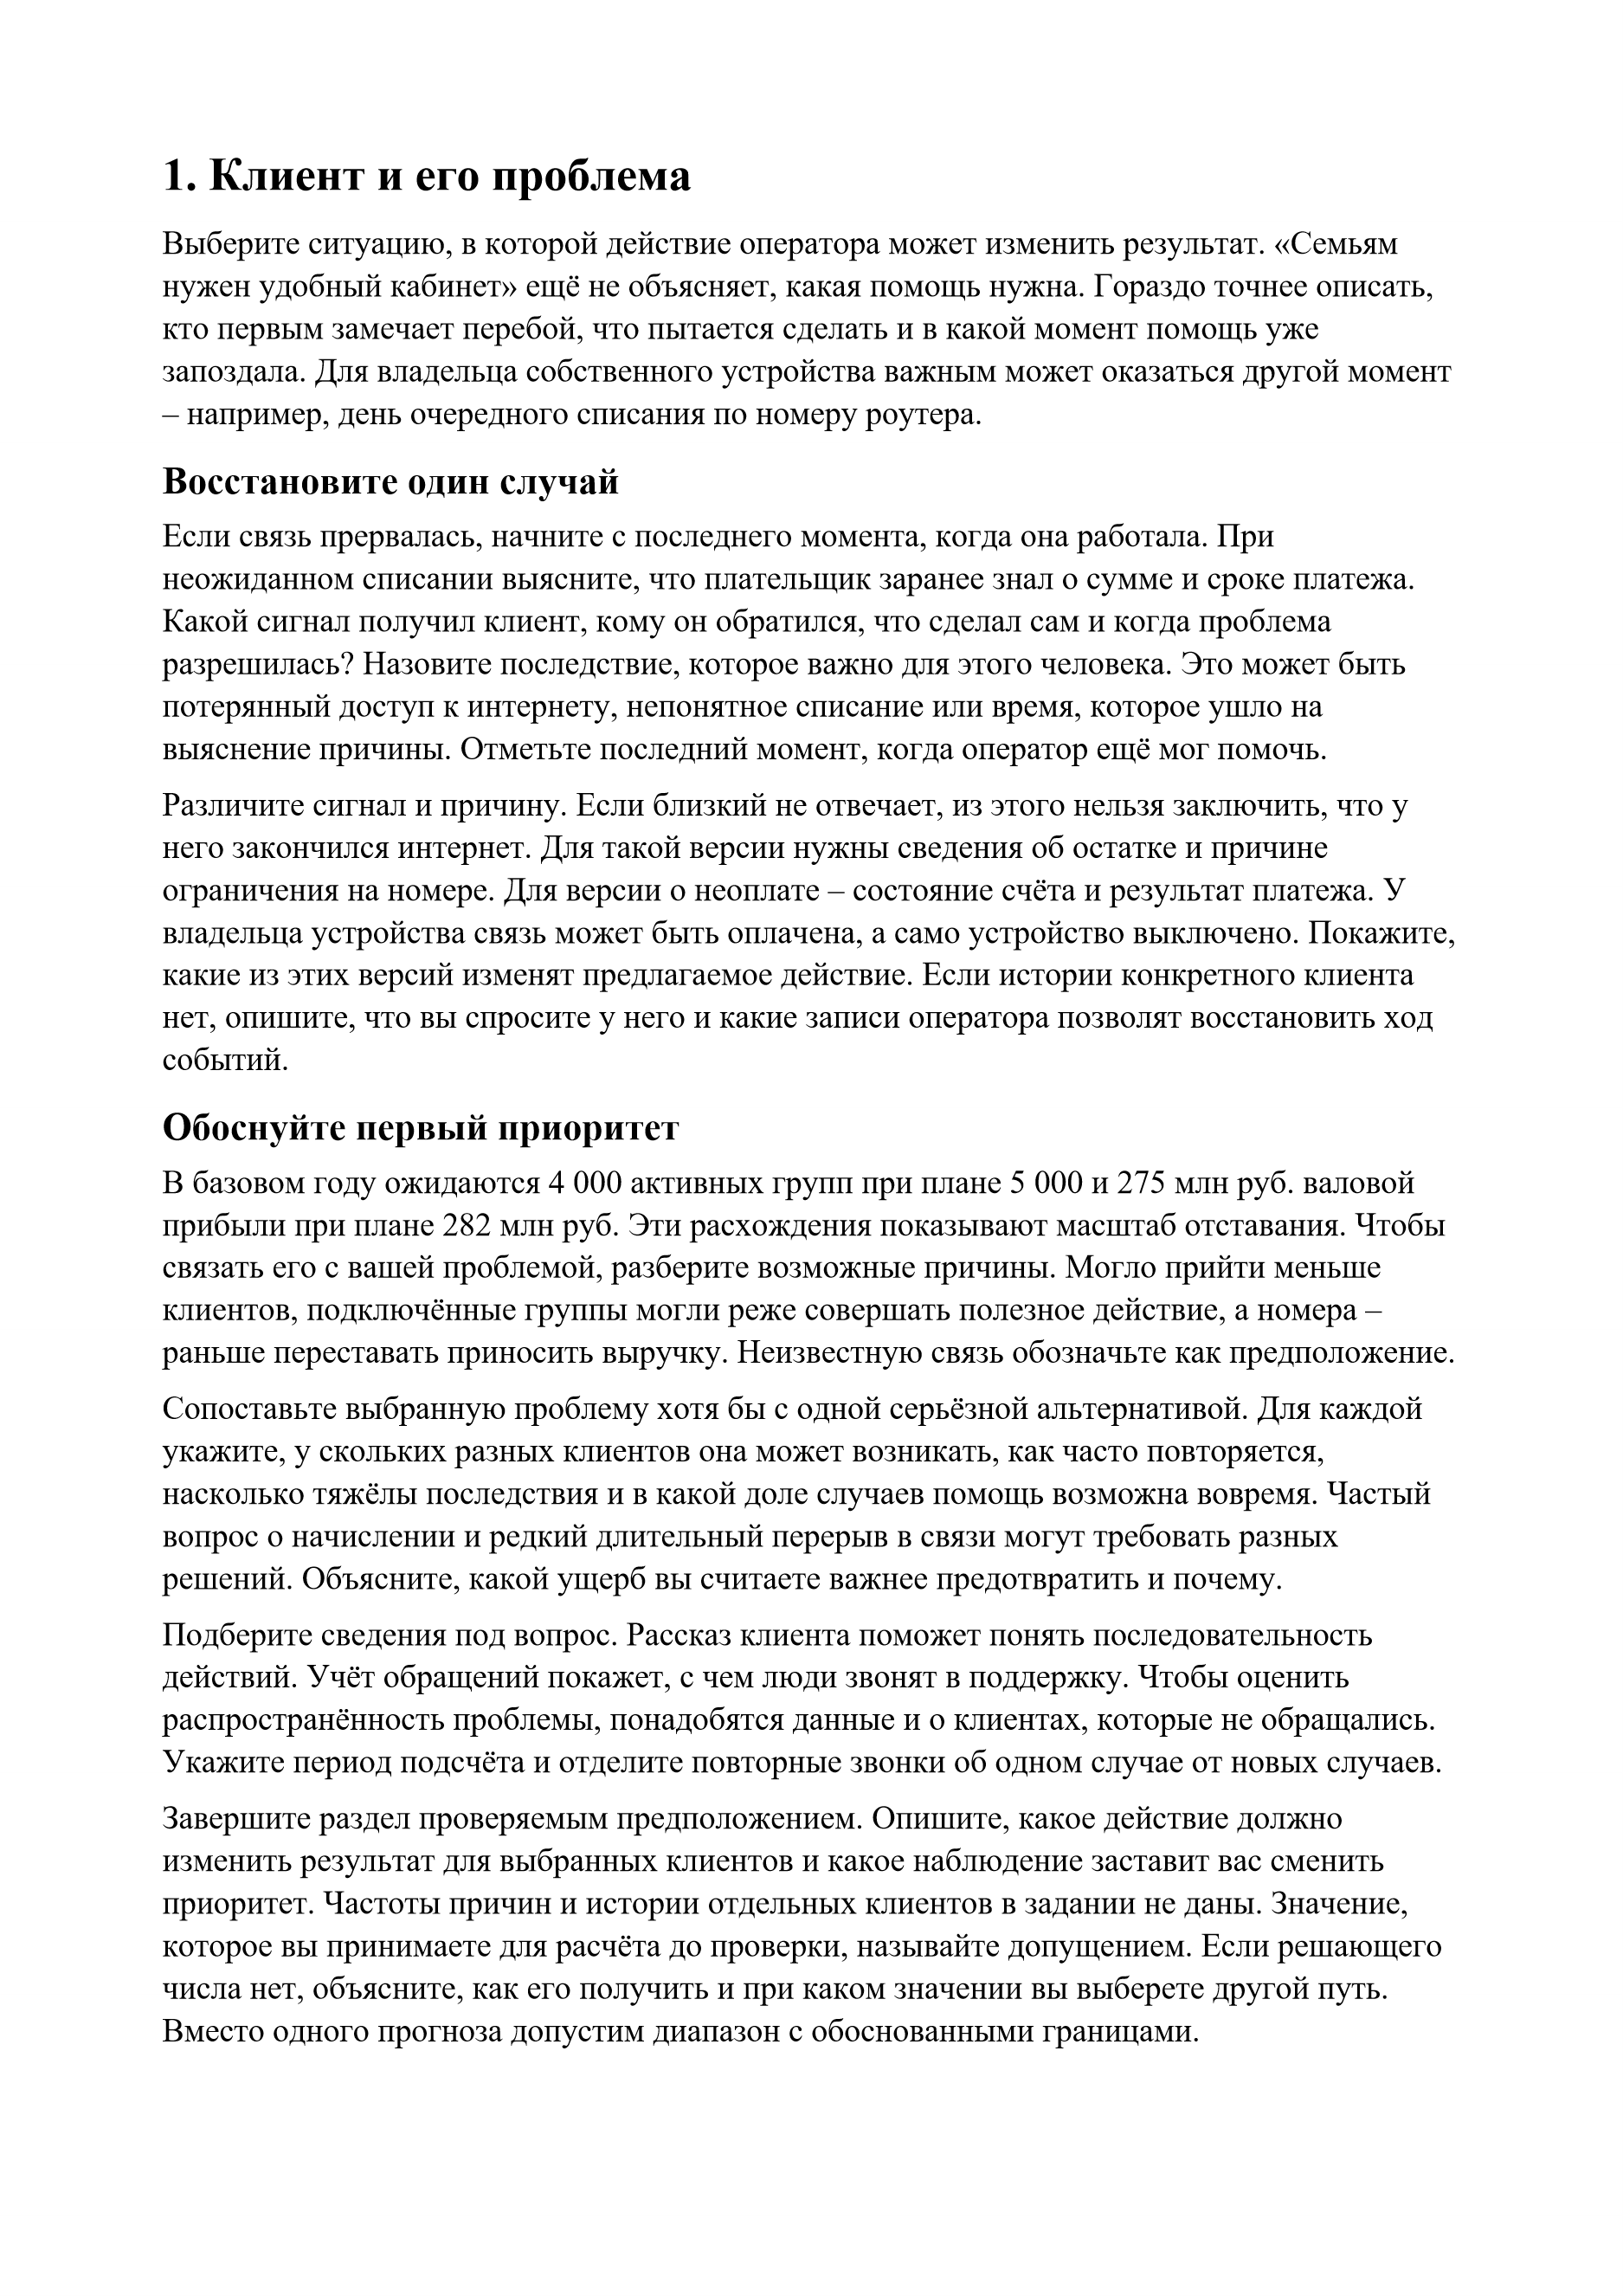 1. Клиент и его проблема
Выберите ситуацию, в которой действие оператора может изменить результат. «Семьям
нужен удобный кабинет» ещё не объясняет, какая помощь нужна. Гораздо точнее описать,
кто первым замечает перебой, что пытается сделать и в какой момент помощь уже
запоздала. Для владельца собственного устройства важным может оказаться другой момент
– например, день очередного списания по номеру роутера.
Восстановите один случай
Если связь прервалась, начните с последнего момента, когда она работала. При
неожиданном списании выясните, что плательщик заранее знал о сумме и сроке платежа.
Какой сигнал получил клиент, кому он обратился, что сделал сам и когда проблема
разрешилась? Назовите последствие, которое важно для этого человека. Это может быть
потерянный доступ к интернету, непонятное списание или время, которое ушло на
выяснение причины. Отметьте последний момент, когда оператор ещё мог помочь.
Различите сигнал и причину. Если близкий не отвечает, из этого нельзя заключить, что у
него закончился интернет. Для такой версии нужны сведения об остатке и причине
ограничения на номере. Для версии о неоплате – состояние счёта и результат платежа. У
владельца устройства связь может быть оплачена, а само устройство выключено. Покажите,
какие из этих версий изменят предлагаемое действие. Если истории конкретного клиента
нет, опишите, что вы спросите у него и какие записи оператора позволят восстановить ход
событий.
Обоснуйте первый приоритет
В базовом году ожидаются 4 000 активных групп при плане 5 000 и 275 млн руб. валовой
прибыли при плане 282 млн руб. Эти расхождения показывают масштаб отставания. Чтобы
связать его с вашей проблемой, разберите возможные причины. Могло прийти меньше
клиентов, подключённые группы могли реже совершать полезное действие, а номера –
раньше переставать приносить выручку. Неизвестную связь обозначьте как предположение.
Сопоставьте выбранную проблему хотя бы с одной серьёзной альтернативой. Для каждой
укажите, у скольких разных клиентов она может возникать, как часто повторяется,
насколько тяжёлы последствия и в какой доле случаев помощь возможна вовремя. Частый
вопрос о начислении и редкий длительный перерыв в связи могут требовать разных
решений. Объясните, какой ущерб вы считаете важнее предотвратить и почему.
Подберите сведения под вопрос. Рассказ клиента поможет понять последовательность
действий. Учёт обращений покажет, с чем люди звонят в поддержку. Чтобы оценить
распространённость проблемы, понадобятся данные и о клиентах, которые не обращались.
Укажите период подсчёта и отделите повторные звонки об одном случае от новых случаев.
Завершите раздел проверяемым предположением. Опишите, какое действие должно
изменить результат для выбранных клиентов и какое наблюдение заставит вас сменить
приоритет. Частоты причин и истории отдельных клиентов в задании не даны. Значение,
которое вы принимаете для расчёта до проверки, называйте допущением. Если решающего
числа нет, объясните, как его получить и при каком значении вы выберете другой путь.
Вместо одного прогноза допустим диапазон с обоснованными границами.